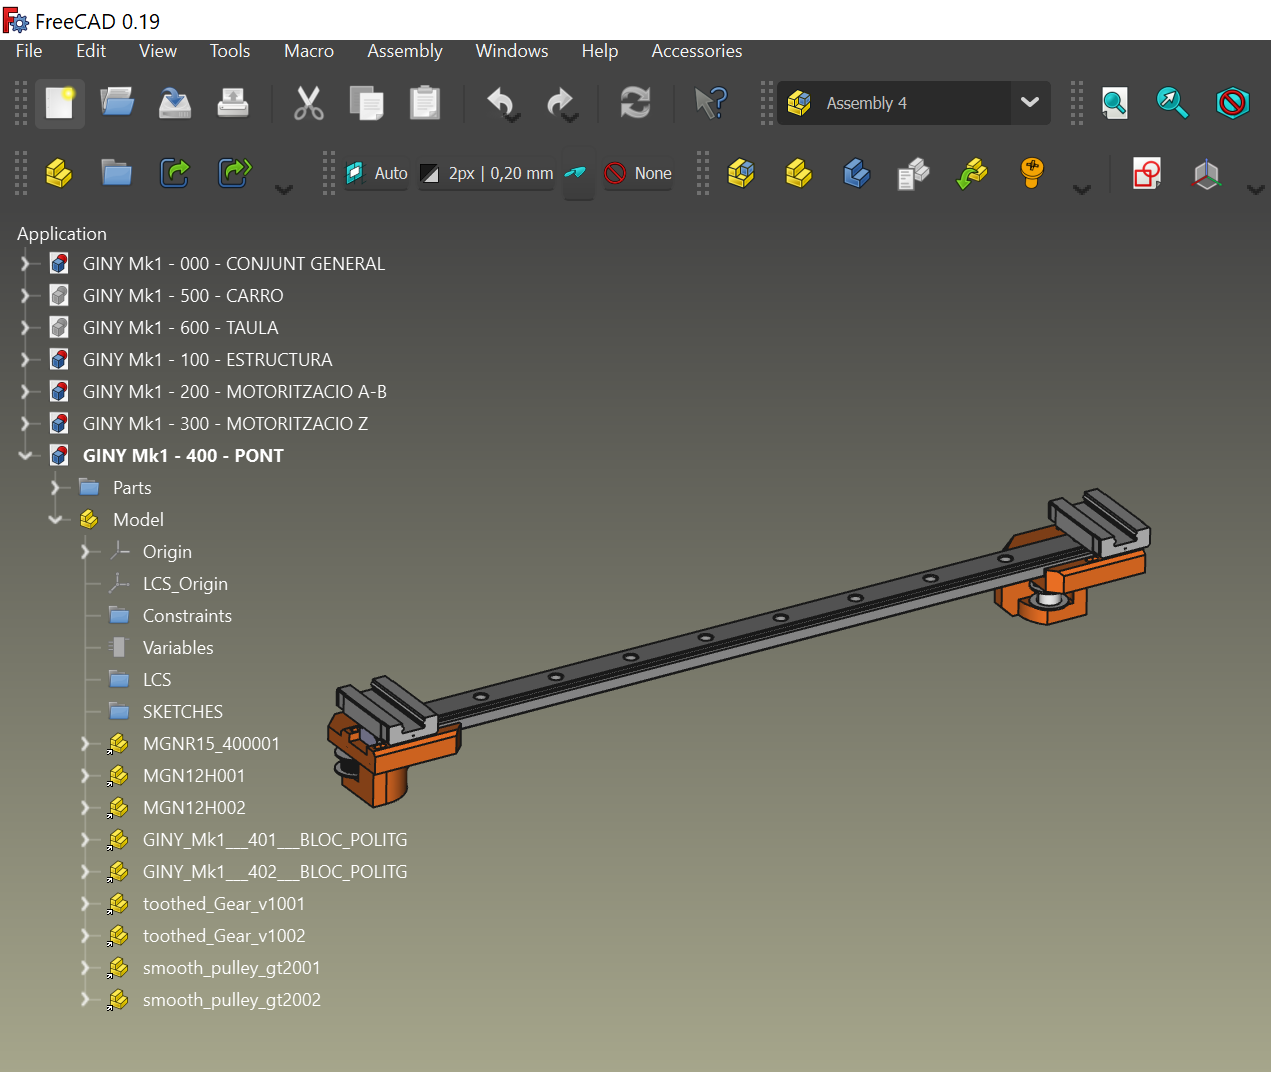 FreeCAD 0.19
File Edit View Tools Macro Assembly Windows Help Accessories
Assembly 4
Auto 2px | 0,20 mm None
Application
GINY Mk1 - 000 - CONJUNT GENERAL
GINY Mk1 - 500 - CARRO
GINY Mk1 - 600 - TAULA
GINY Mk1 - 100 - ESTRUCTURA
GINY Mk1 - 200 - MOTORITZACIO A-B
GINY Mk1 - 300 - MOTORITZACIO Z
GINY Mk1 - 400 - PONT
Parts
Model
Origin
LCS_Origin
Constraints
Variables
LCS
SKETCHES
MGNR15_400001
MGN12H001
MGN12H002
GINY_Mk1___401___BLOC_POLITG
GINY_Mk1___402___BLOC_POLITG
toothed_Gear_v1001
toothed_Gear_v1002
smooth_pulley_gt2001
smooth_pulley_gt2002